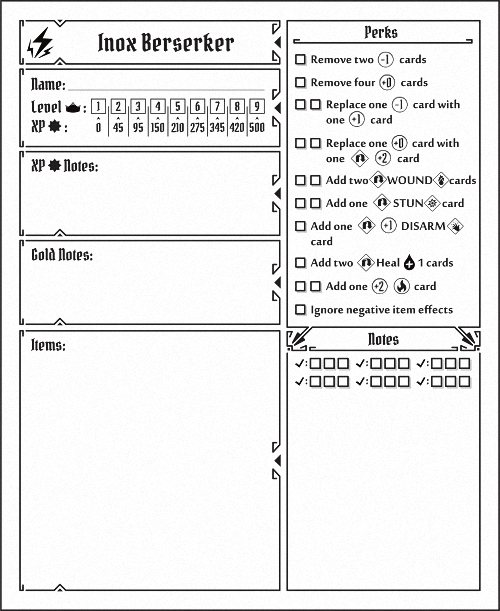 Inox Berserker
Name:
Level : 1 2 3 4 5 6 7 8 9
XP : 0 45 95 150 210 275 345 420 500
XP Notes:
Gold Notes:
Items:
Perks
Remove two -1 cards
Remove four +0 cards
Replace one -1 card with
one +1 card
Replace one +0 card with
one +2 card
Add two WOUND cards
Add one STUN card
Add one +1 DISARM
card
Add two Heal 1 cards
Add one +2 card
Ignore negative item effects
Notes
✓: ✓: ✓:
✓: ✓: ✓: